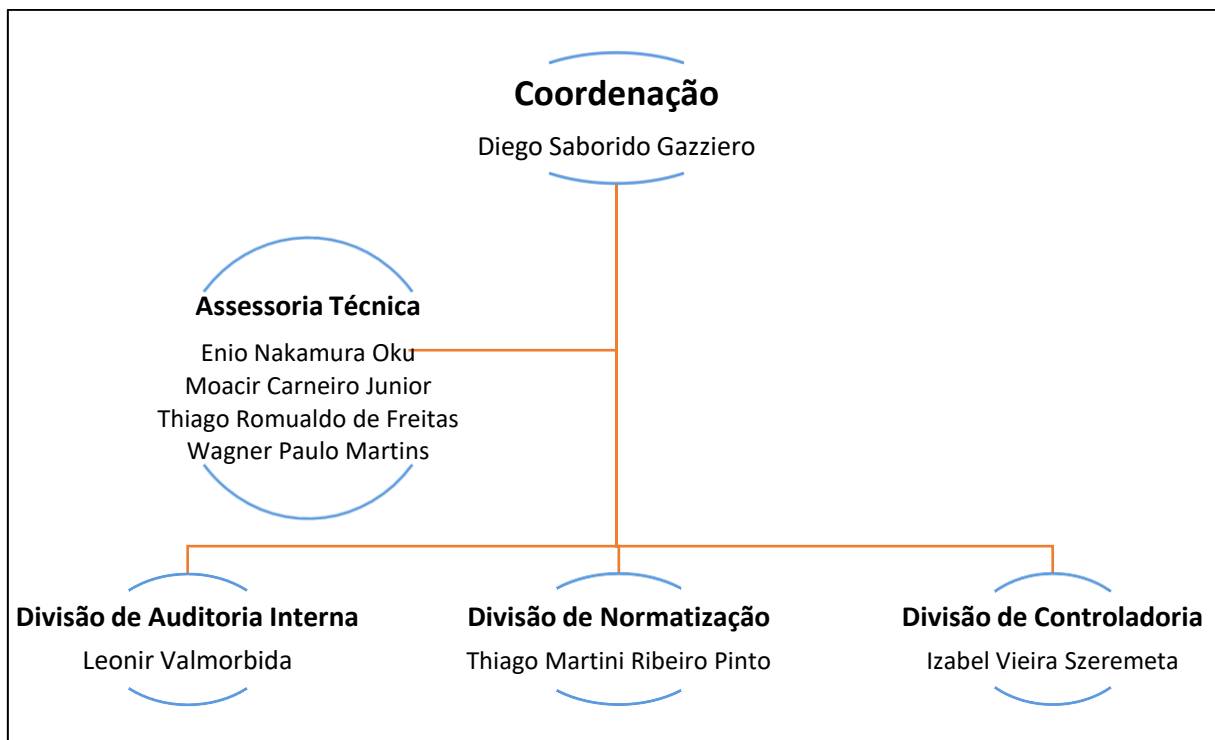 Coordenação
Diego Saborido Gazziero
Assessoria Técnica
Enio Nakamura Oku
Moacir Carneiro Junior
Thiago Romualdo de Freitas
Wagner Paulo Martins
Divisão de Auditoria Interna
Leonir Valmorbida
Divisão de Normatização
Thiago Martini Ribeiro Pinto
Divisão de Controladoria
Izabel Vieira Szeremeta